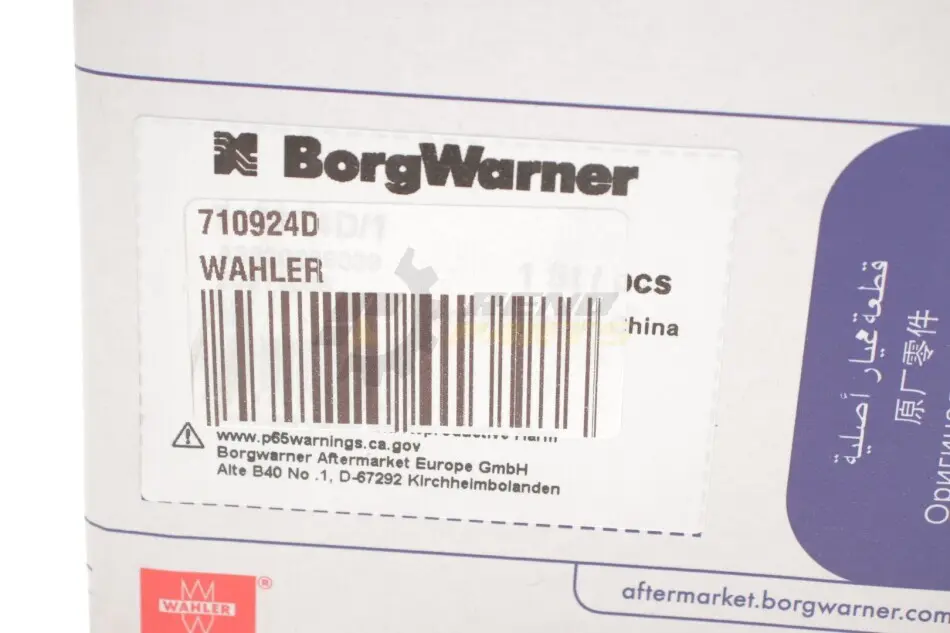 BorgWarner
710924D
WAHLER
pcs
China
www.p65warnings.ca.gov
Borgwarner Aftermarket Europe GmbH
Alte B40 No .1, D-67292 Kirchheimbolanden
قطعة غيار أصلية
原厂零件
WAHLER
®
aftermarket.borgwarner.com